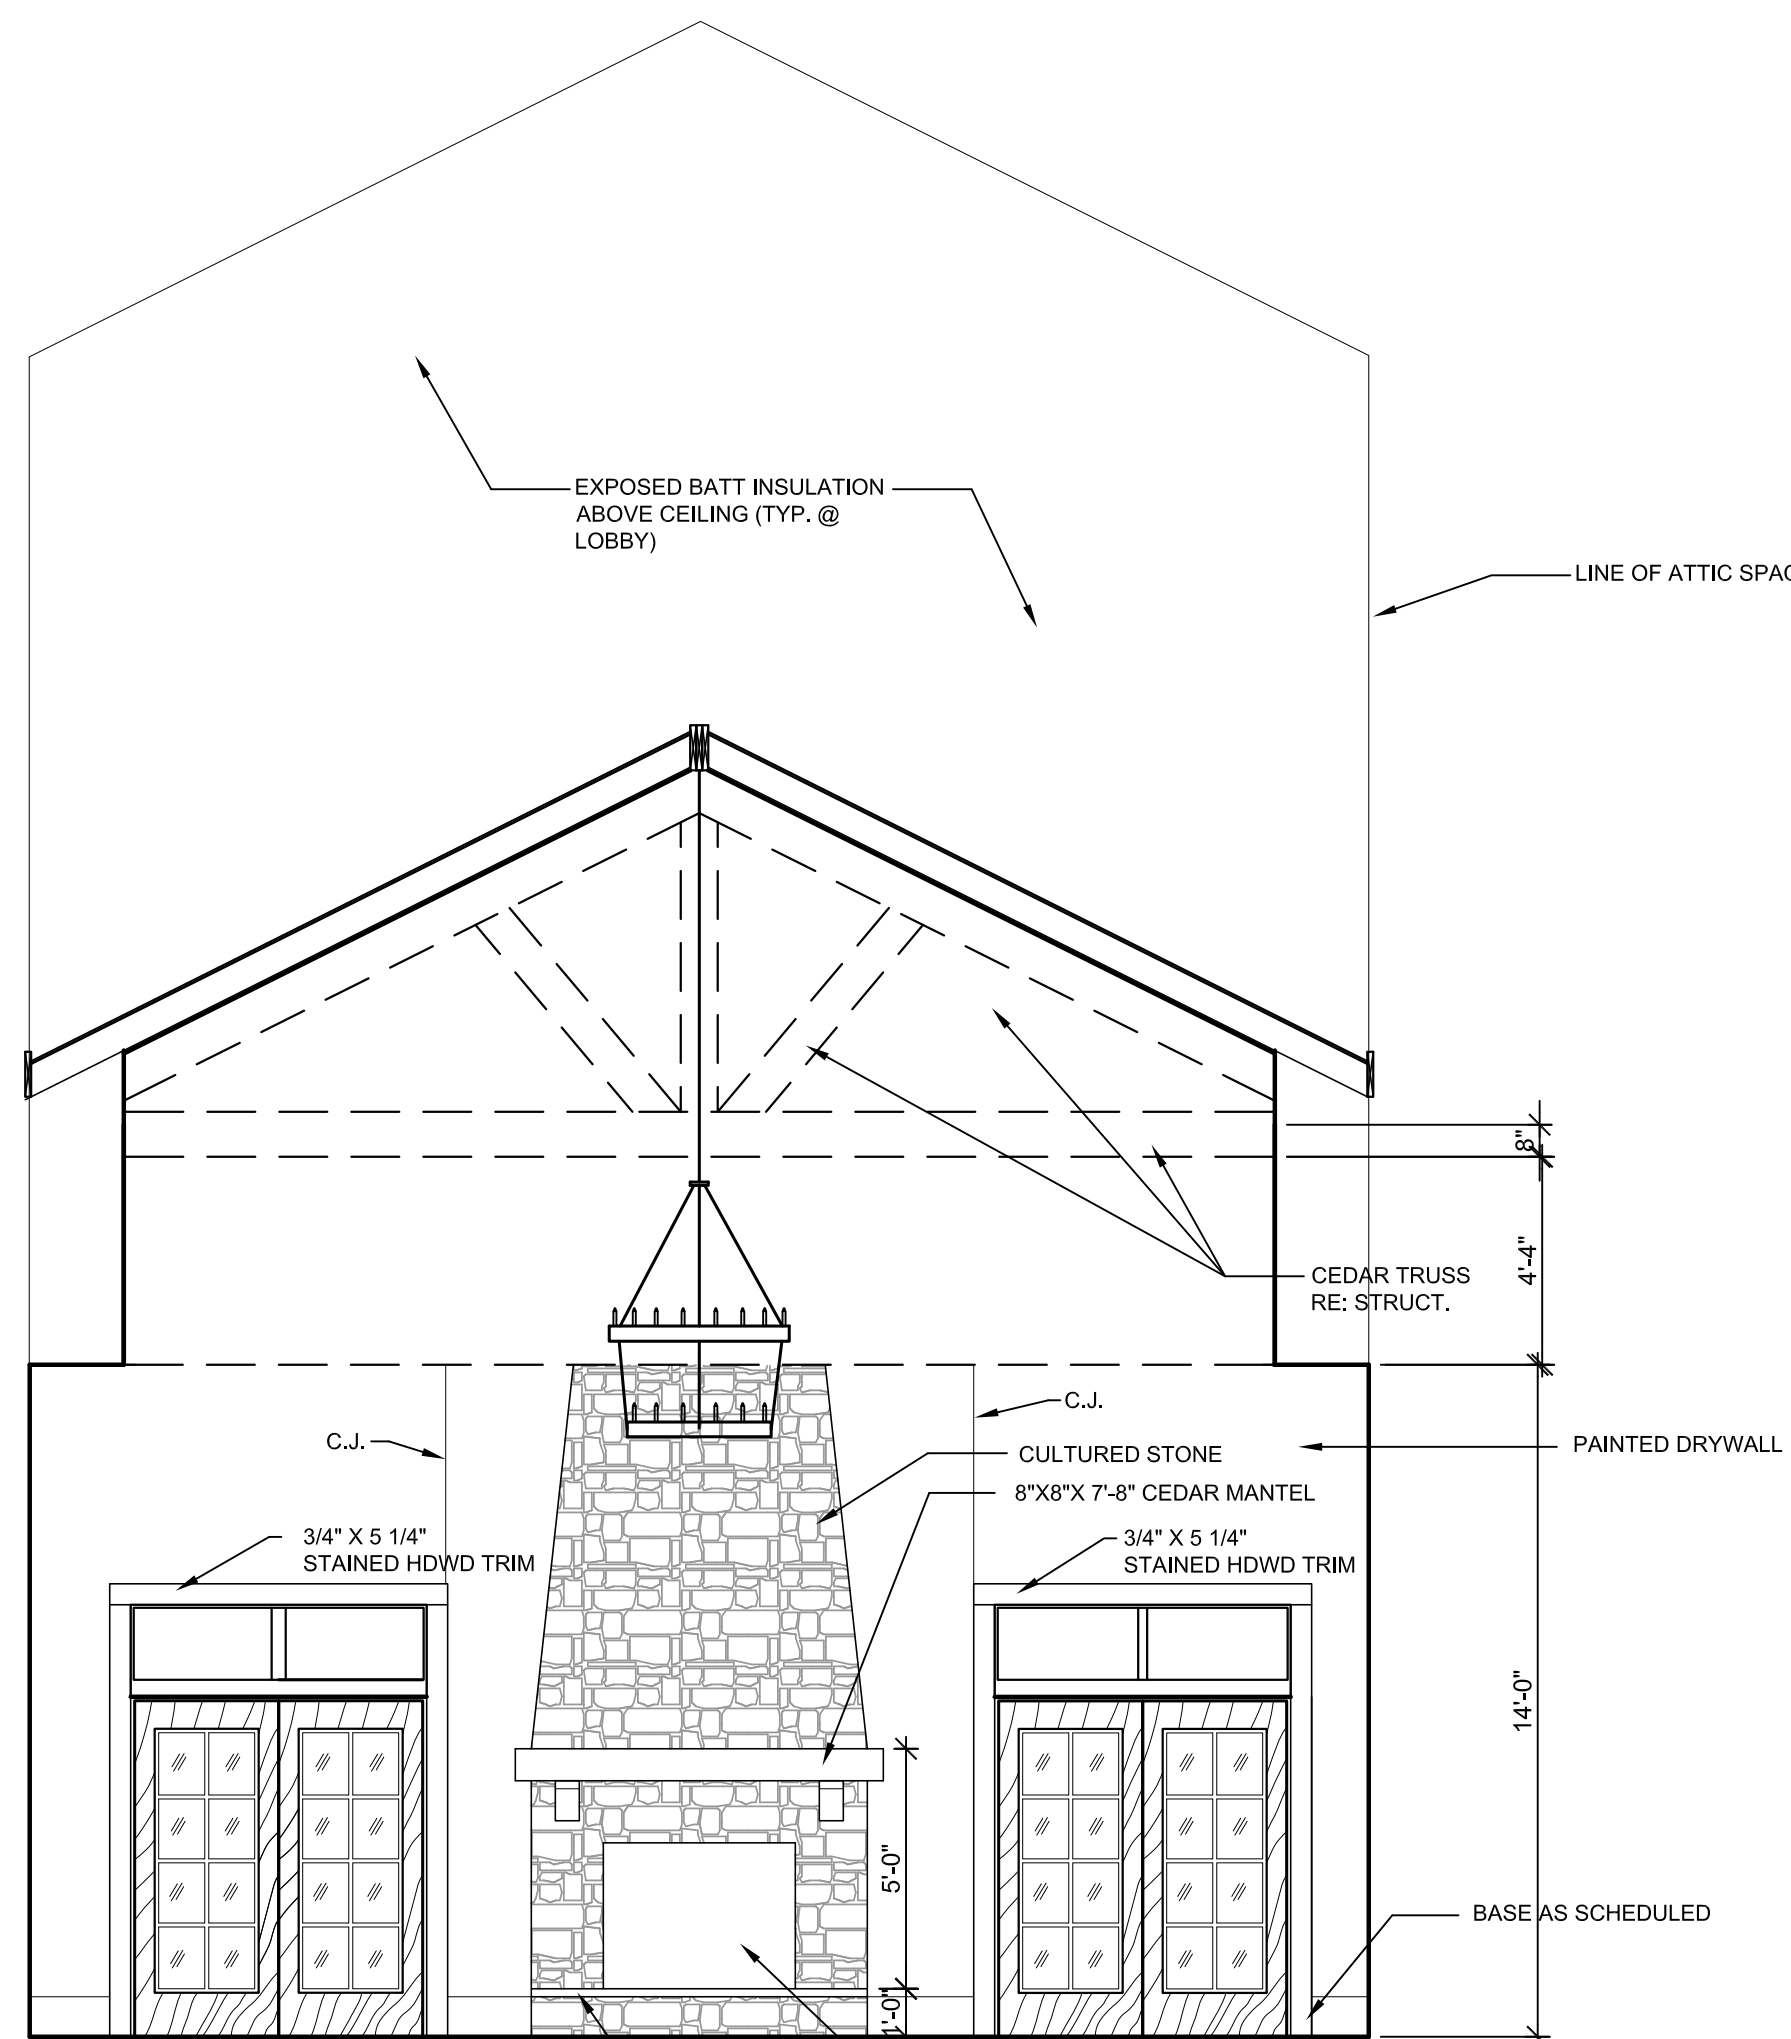 EXPOSED BATT INSULATION
ABOVE CEILING (TYP. @
LOBBY)
LINE OF ATTIC
8"
4'-4"
CEDAR TRUSS
RE: STRUCT.
C.J.
C.J.
PAINTED DRYWALL
CULTURED STONE
8"X8"X 7'-8" CEDAR MANTEL
3/4" X 5 1/4"
STAINED HDWD TRIM
3/4" X 5 1/4"
STAINED HDWD TRIM
14'-0"
5'-0"
BASE AS SCHEDULED
1'-0"